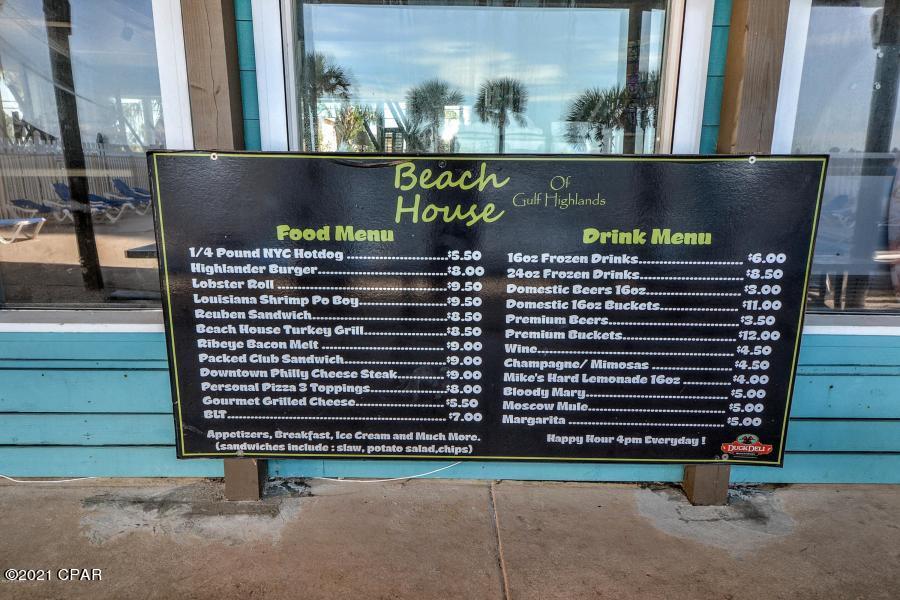 Beach
House
Of
Gulf Highlands
Food Menu
1/4 Pound NYC Hotdog ........................ $5.50
Highlander Burger........................ $8.00
Lobster Roll ........................ $9.50
Louisiana Shrimp Po Boy........................ $9.50
Reuben Sandwich........................ $8.50
Beach House Turkey Grill........................ $8.50
Ribeye Bacon Melt ........................ $9.00
Packed Club Sandwich........................ $9.00
Downtown Philly Cheese Steak........................ $9.00
Personal Pizza 3 Toppings........................ $8.00
Gourmet Grilled Cheese........................ $5.50
BLT........................ $7.00
Appetizers, Breakfast, Ice Cream and Much More.
(sandwiches include : slaw, potato salad,chips)
Drink Menu
16oz Frozen Drinks........................ $6.00
24oz Frozen Drinks........................ $8.50
Domestic Beers 16oz........................ $3.00
Domestic 16oz Buckets........................ $11.00
Premium Beers........................ $3.50
Premium Buckets........................ $12.00
Wine........................ $4.50
Champagne/ Mimosas ........................ $4.50
Mike's Hard Lemonade 16oz ........................ $4.00
Bloody Mary........................ $5.00
Moscow Mule........................ $5.00
Margarita ........................ $5.00
Happy Hour 4pm Everyday !
DuckDeli
©2021 CPAR